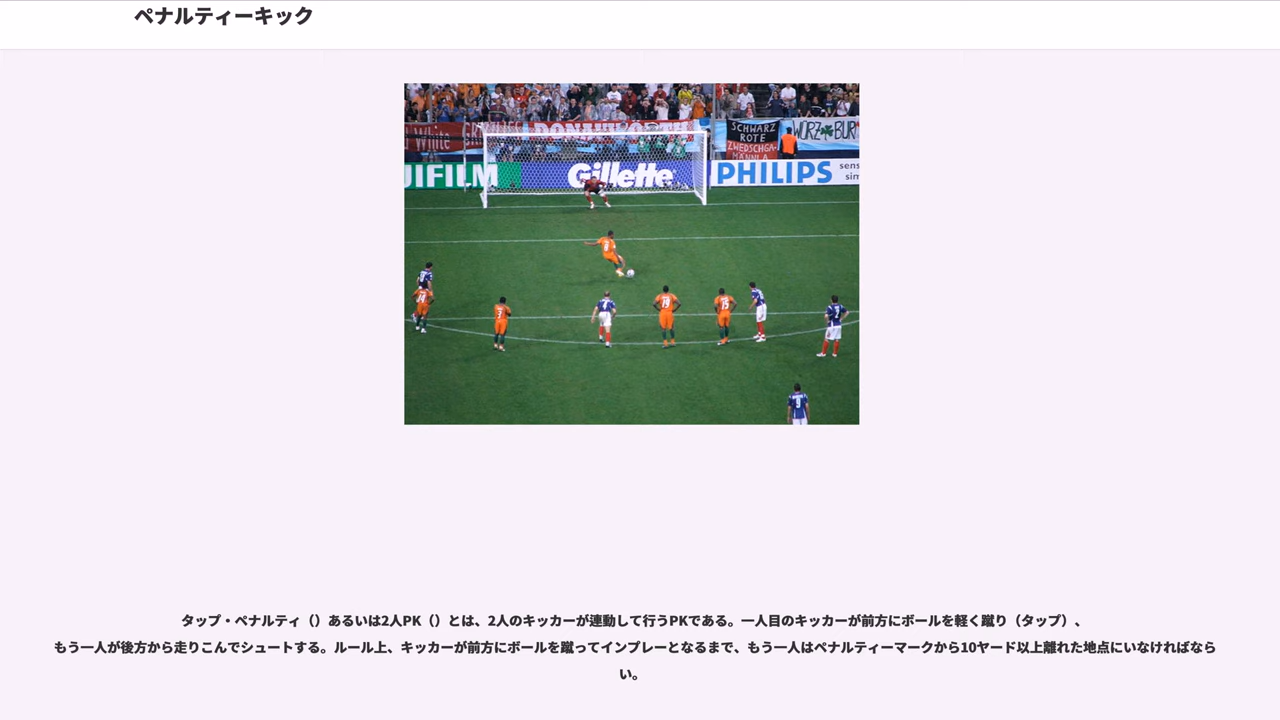 ペナルティーキック
SCHWARZ
ROTE
ZWEDSCHGA-
MÄNNLA
WÜRZ BUR
White
JIFILM
Gillette
PHILIPS
sens
sim
タップ・ペナルティ（）あるいは2人PK（）とは、2人のキッカーが連動して行うPKである。一人目のキッカーが前方にボールを軽く蹴り（タップ）、
もう一人が後方から走りこんでシュートする。ルール上、キッカーが前方にボールを蹴ってインプレーとなるまで、もう一人はペナルティーマークから10ヤード以上離れた地点にいなければなら
い。